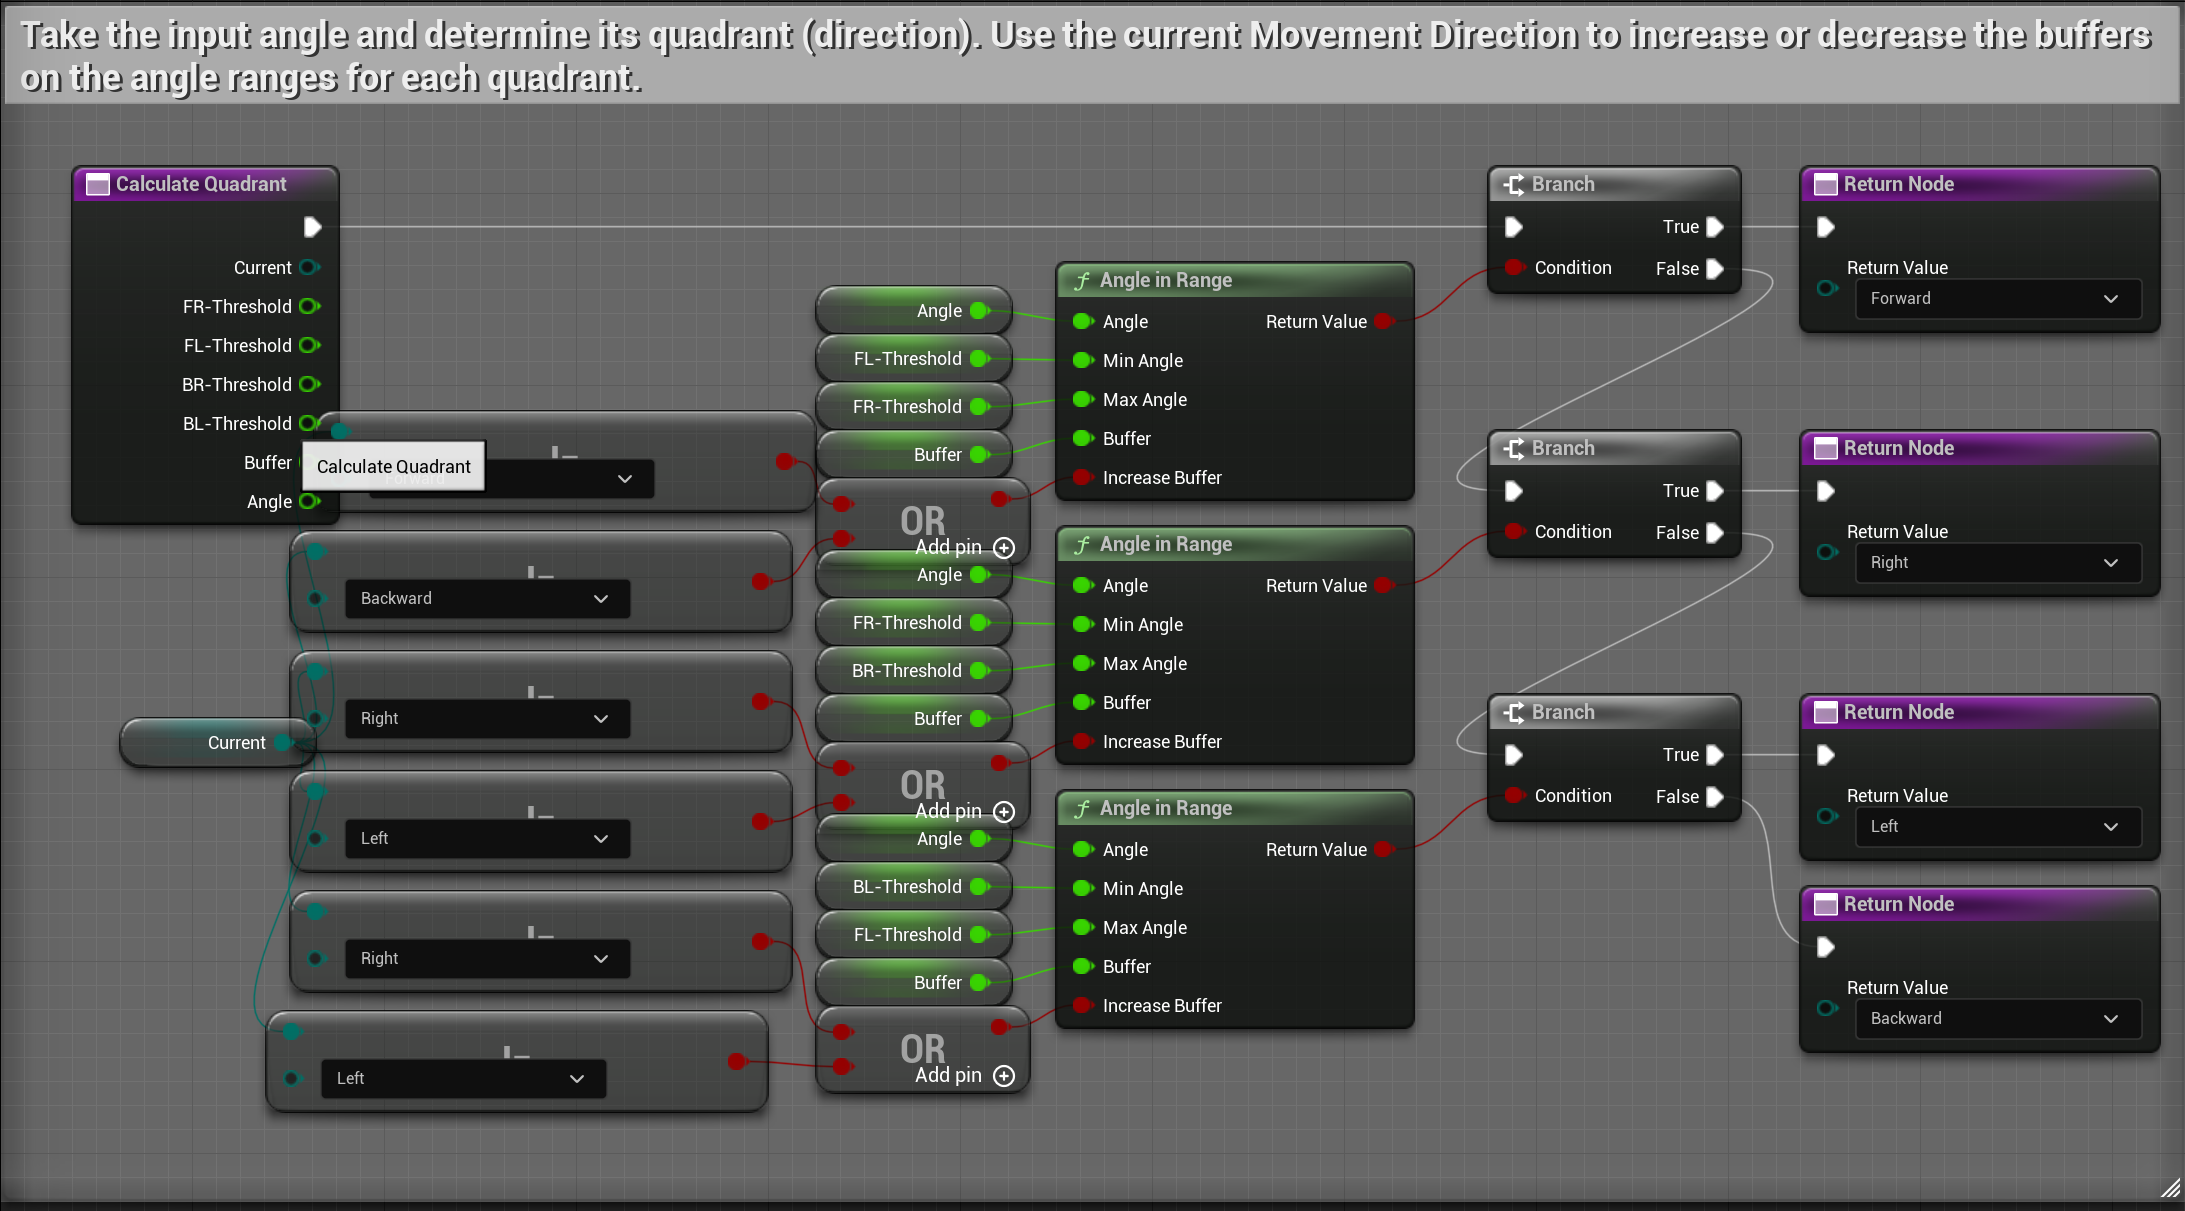 Take the input angle and determine its quadrant (direction). Use the current Movement Direction to increase or decrease the buffers
on the angle ranges for each quadrant.
Calculate Quadrant
Current
FR-Threshold
FL-Threshold
BR-Threshold
BL-Threshold
Buffer
Angle
Calculate Quadrant
Forward
Backward
Right
Current
Left
Right
Left
Angle
FL-Threshold
FR-Threshold
Buffer
OR
Add pin
Angle
FR-Threshold
BR-Threshold
Buffer
OR
Add pin
Angle
BL-Threshold
FL-Threshold
Buffer
OR
Add pin
Angle in Range
Angle
Return Value
Min Angle
Max Angle
Buffer
Increase Buffer
Angle in Range
Angle
Return Value
Min Angle
Max Angle
Buffer
Increase Buffer
Angle in Range
Angle
Return Value
Min Angle
Max Angle
Buffer
Increase Buffer
Branch
True
Condition
False
Branch
True
Condition
False
Branch
True
Condition
False
Return Node
Return Value
Forward
Return Node
Return Value
Right
Return Node
Return Value
Left
Return Node
Return Value
Backward